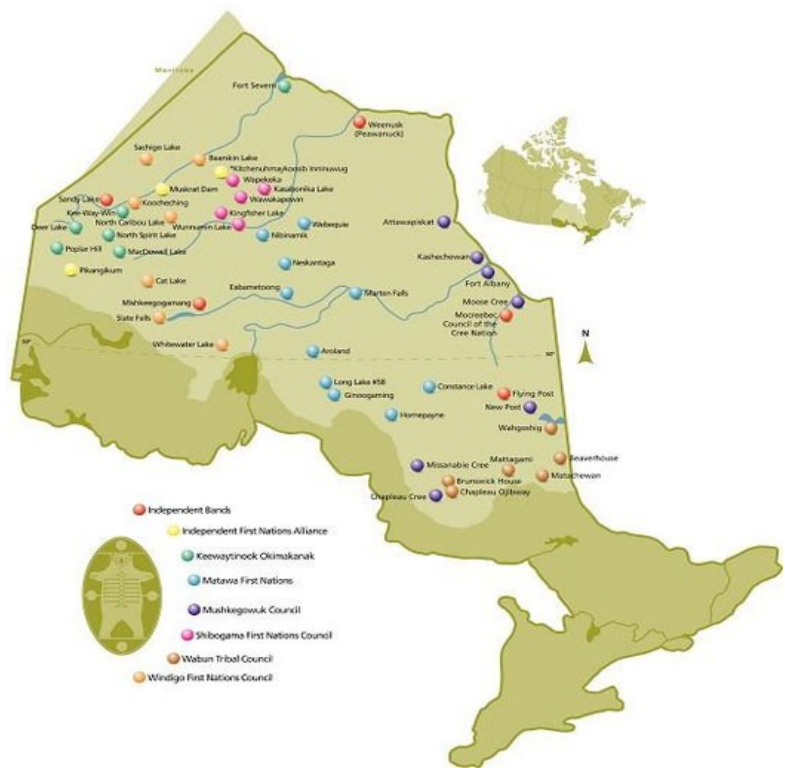 Manitoba
Fort Severn
Weenusk
(Peawanuck)
Sachigo Lake
Bearskin Lake
*Kitchenuhmaykoosib Inninuwug
Wapekeka
Muskrat Dam
Kasabonika Lake
Sandy Lake
Koocheching
Wawakapewin
Kee-Way-Win
North Caribou Lake
Kingfisher Lake
Deer Lake
Wunnumin Lake
Webequie
Attawapiskat
North Spirit Lake
Nibinamik
Poplar Hill
MacDowell Lake
Kashechewan
Pikangikum
Neskantaga
Fort Albany
Cat Lake
Eabametoong
Marten Falls
Mishkeegogamang
Moose Cree
Slate Falls
Mocreebec
Council of the
Cree Nation
N
Whitewater Lake
50°
50°
Aroland
Long Lake #58
Constance Lake
Ginoogaming
Flying Post
New Post
Hornepayne
Wahgoshig
Missanabie Cree
Mattagami
Beaverhouse
Brunswick House
Matachewan
Chapleau Cree
Chapleau Ojibway
Independent Bands
Independent First Nations Alliance
Keewaytinook Okimakanak
Matawa First Nations
Mushkegowuk Council
Shibogama First Nations Council
Wabun Tribal Council
Windigo First Nations Council